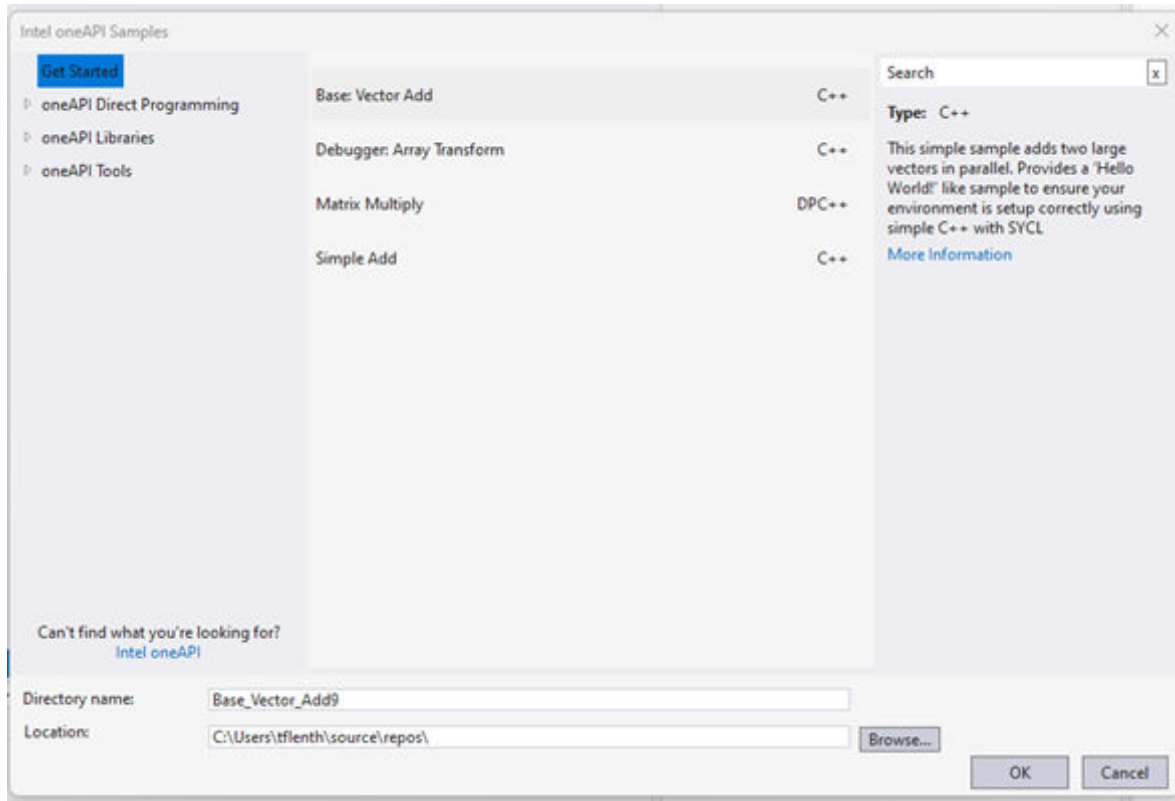 Intel oneAPI Samples
Get Started
oneAPI Direct Programming
oneAPI Libraries
oneAPI Tools
Base: Vector Add C++
Debugger: Array Transform C++
Matrix Multiply DPC++
Simple Add C++
Search x
Type: C++
This simple sample adds two large
vectors in parallel. Provides a 'Hello
World!' like sample to ensure your
environment is setup correctly using
simple C++ with SYCL
More Information
Can't find what you're looking for?
Intel oneAPI
Directory name: Base_Vector_Add9
Location: C:\Users\tflenth\source\repos\ Browse...
OK Cancel